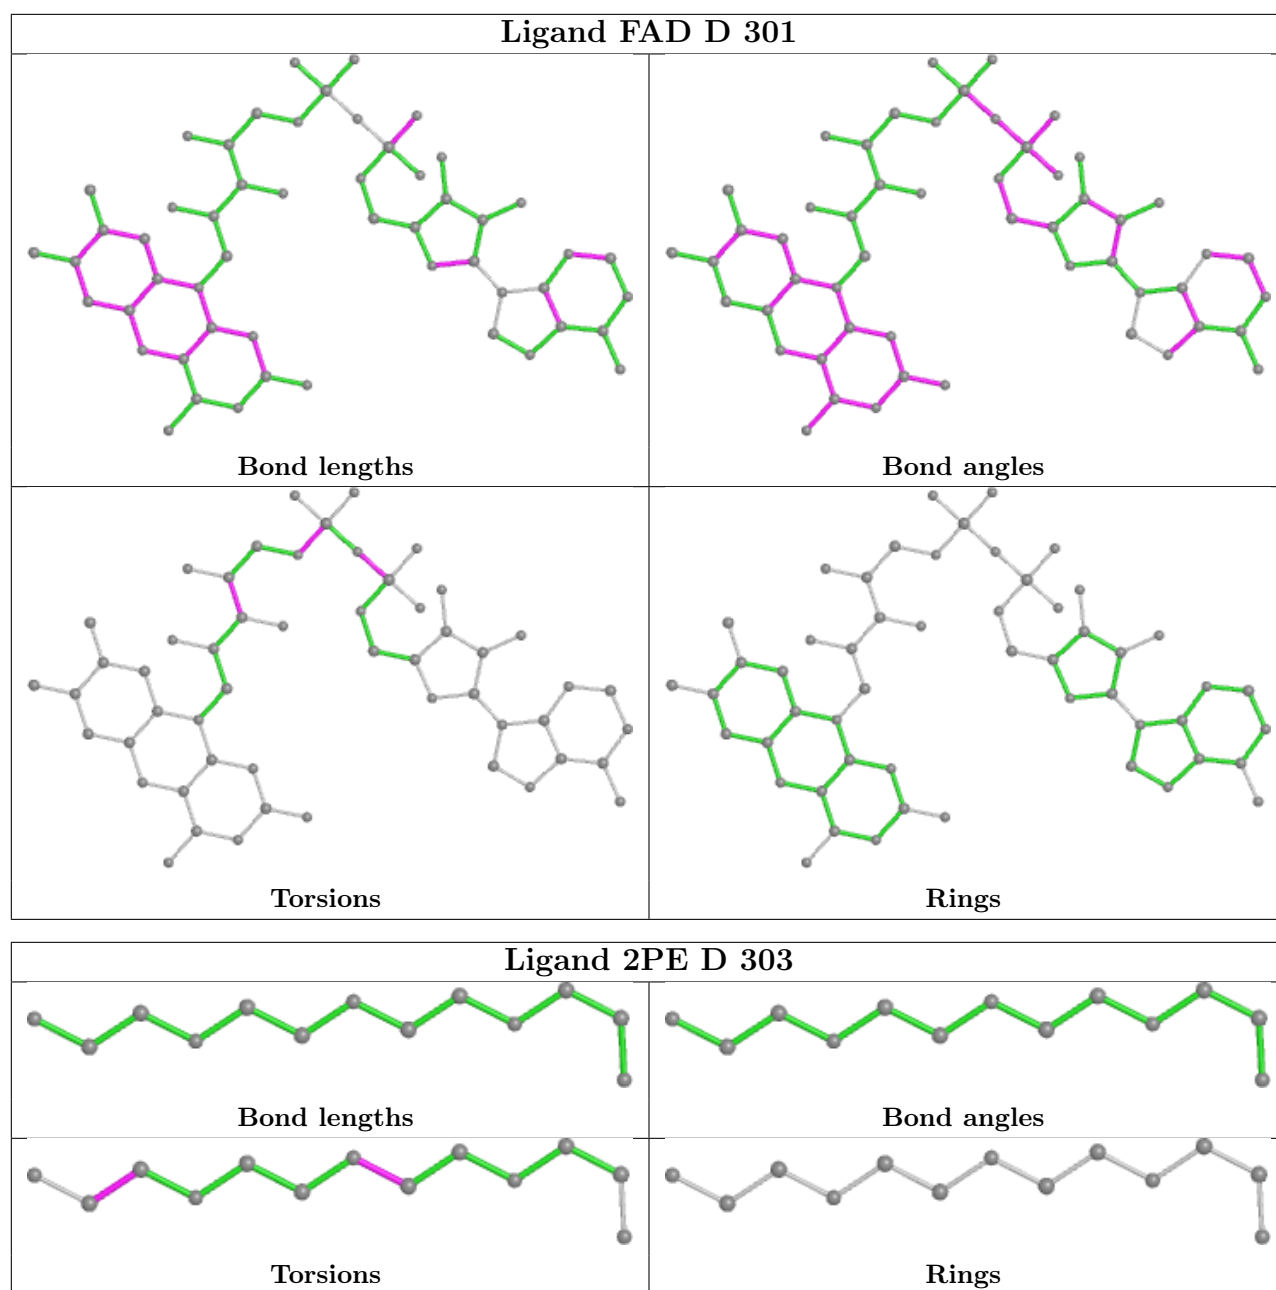 Ligand FAD D 301
Bond lengths
Bond angles
Torsions
Rings
Ligand 2PE D 303
Bond lengths
Bond angles
Torsions
Rings